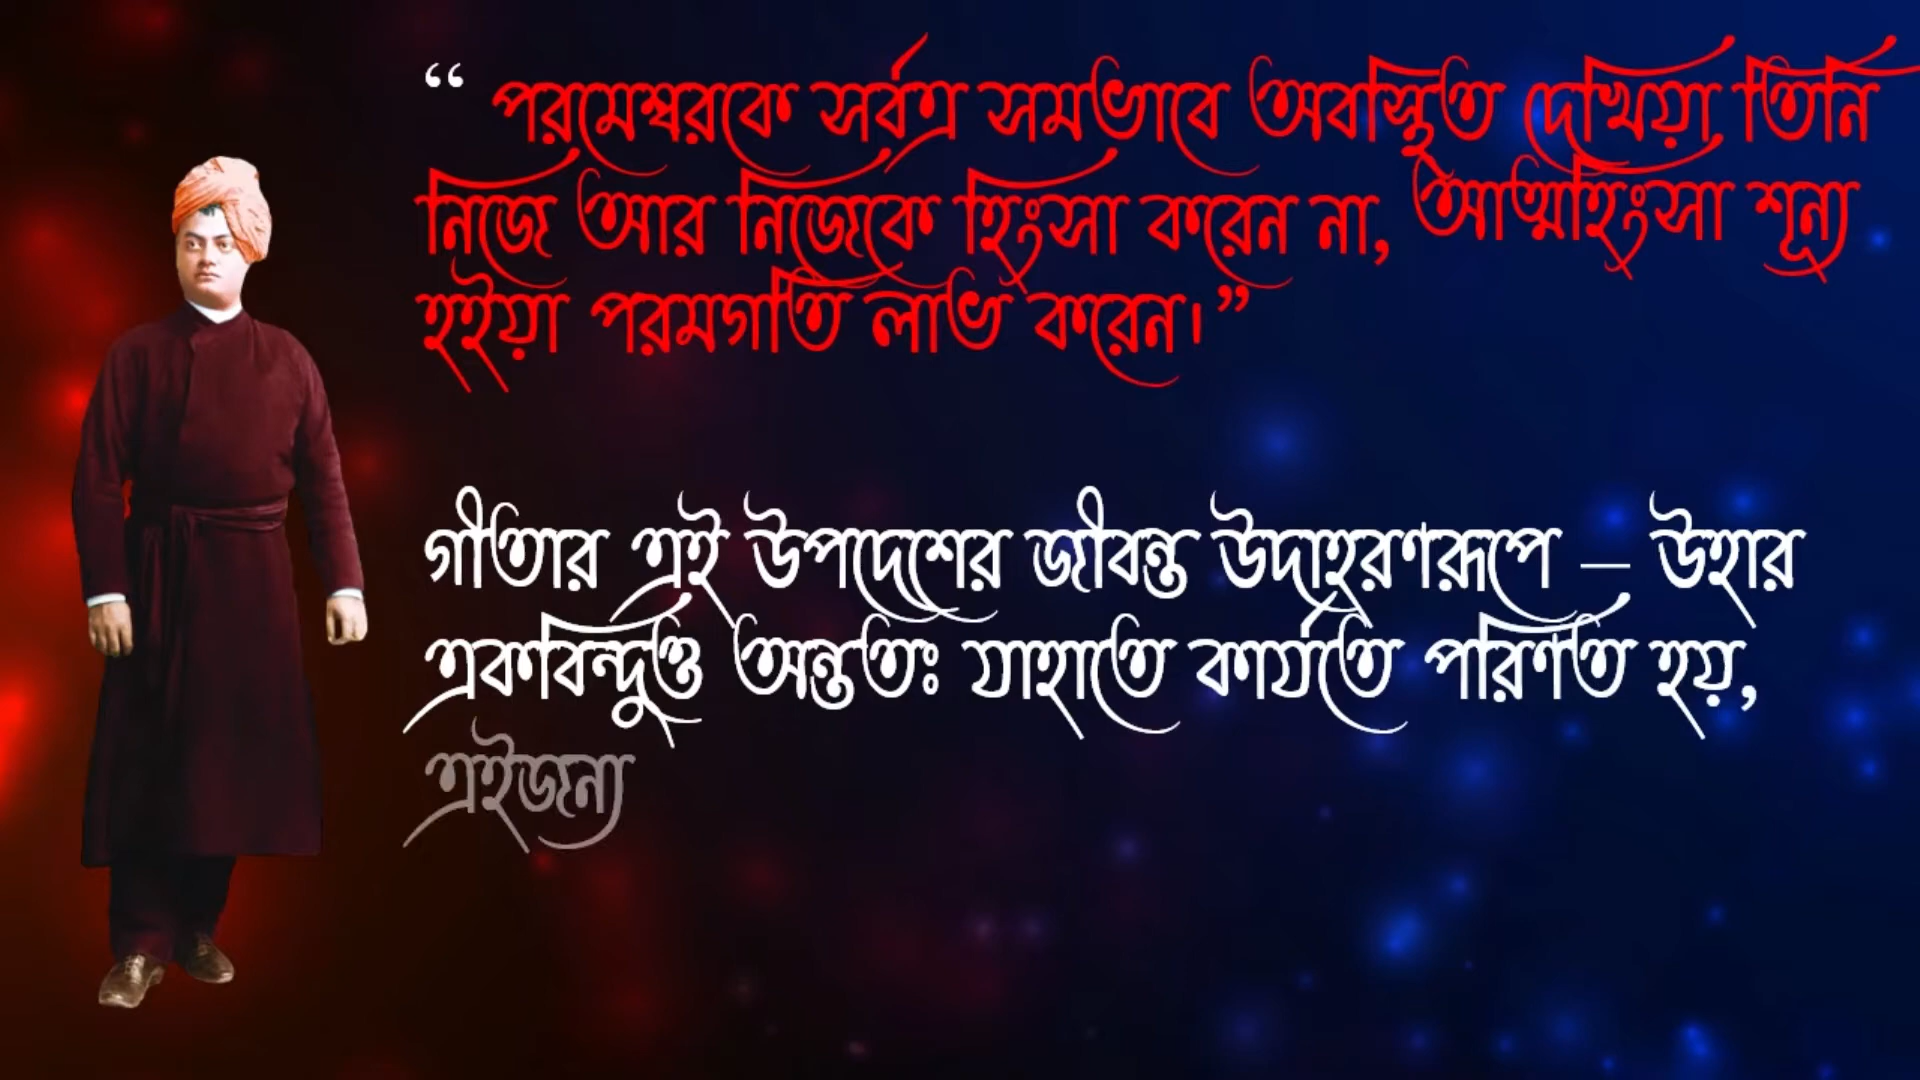 “ পরমেশ্বরকে সর্বত্র সমভাবে অবস্থিত দেখিয়া তিনি
নিজে আর নিজেকে হিংসা করেন না, আত্মহিংসা শূন্য
হইয়া পরমগতি লাভ করেন।”
গীতার এই উপদেশের জীবন্ত উদাহরণরূপে – উহার
একবিন্দুও অন্ততঃ যাহাতে কার্যতে পরিণতি হয়,
এইজন্য